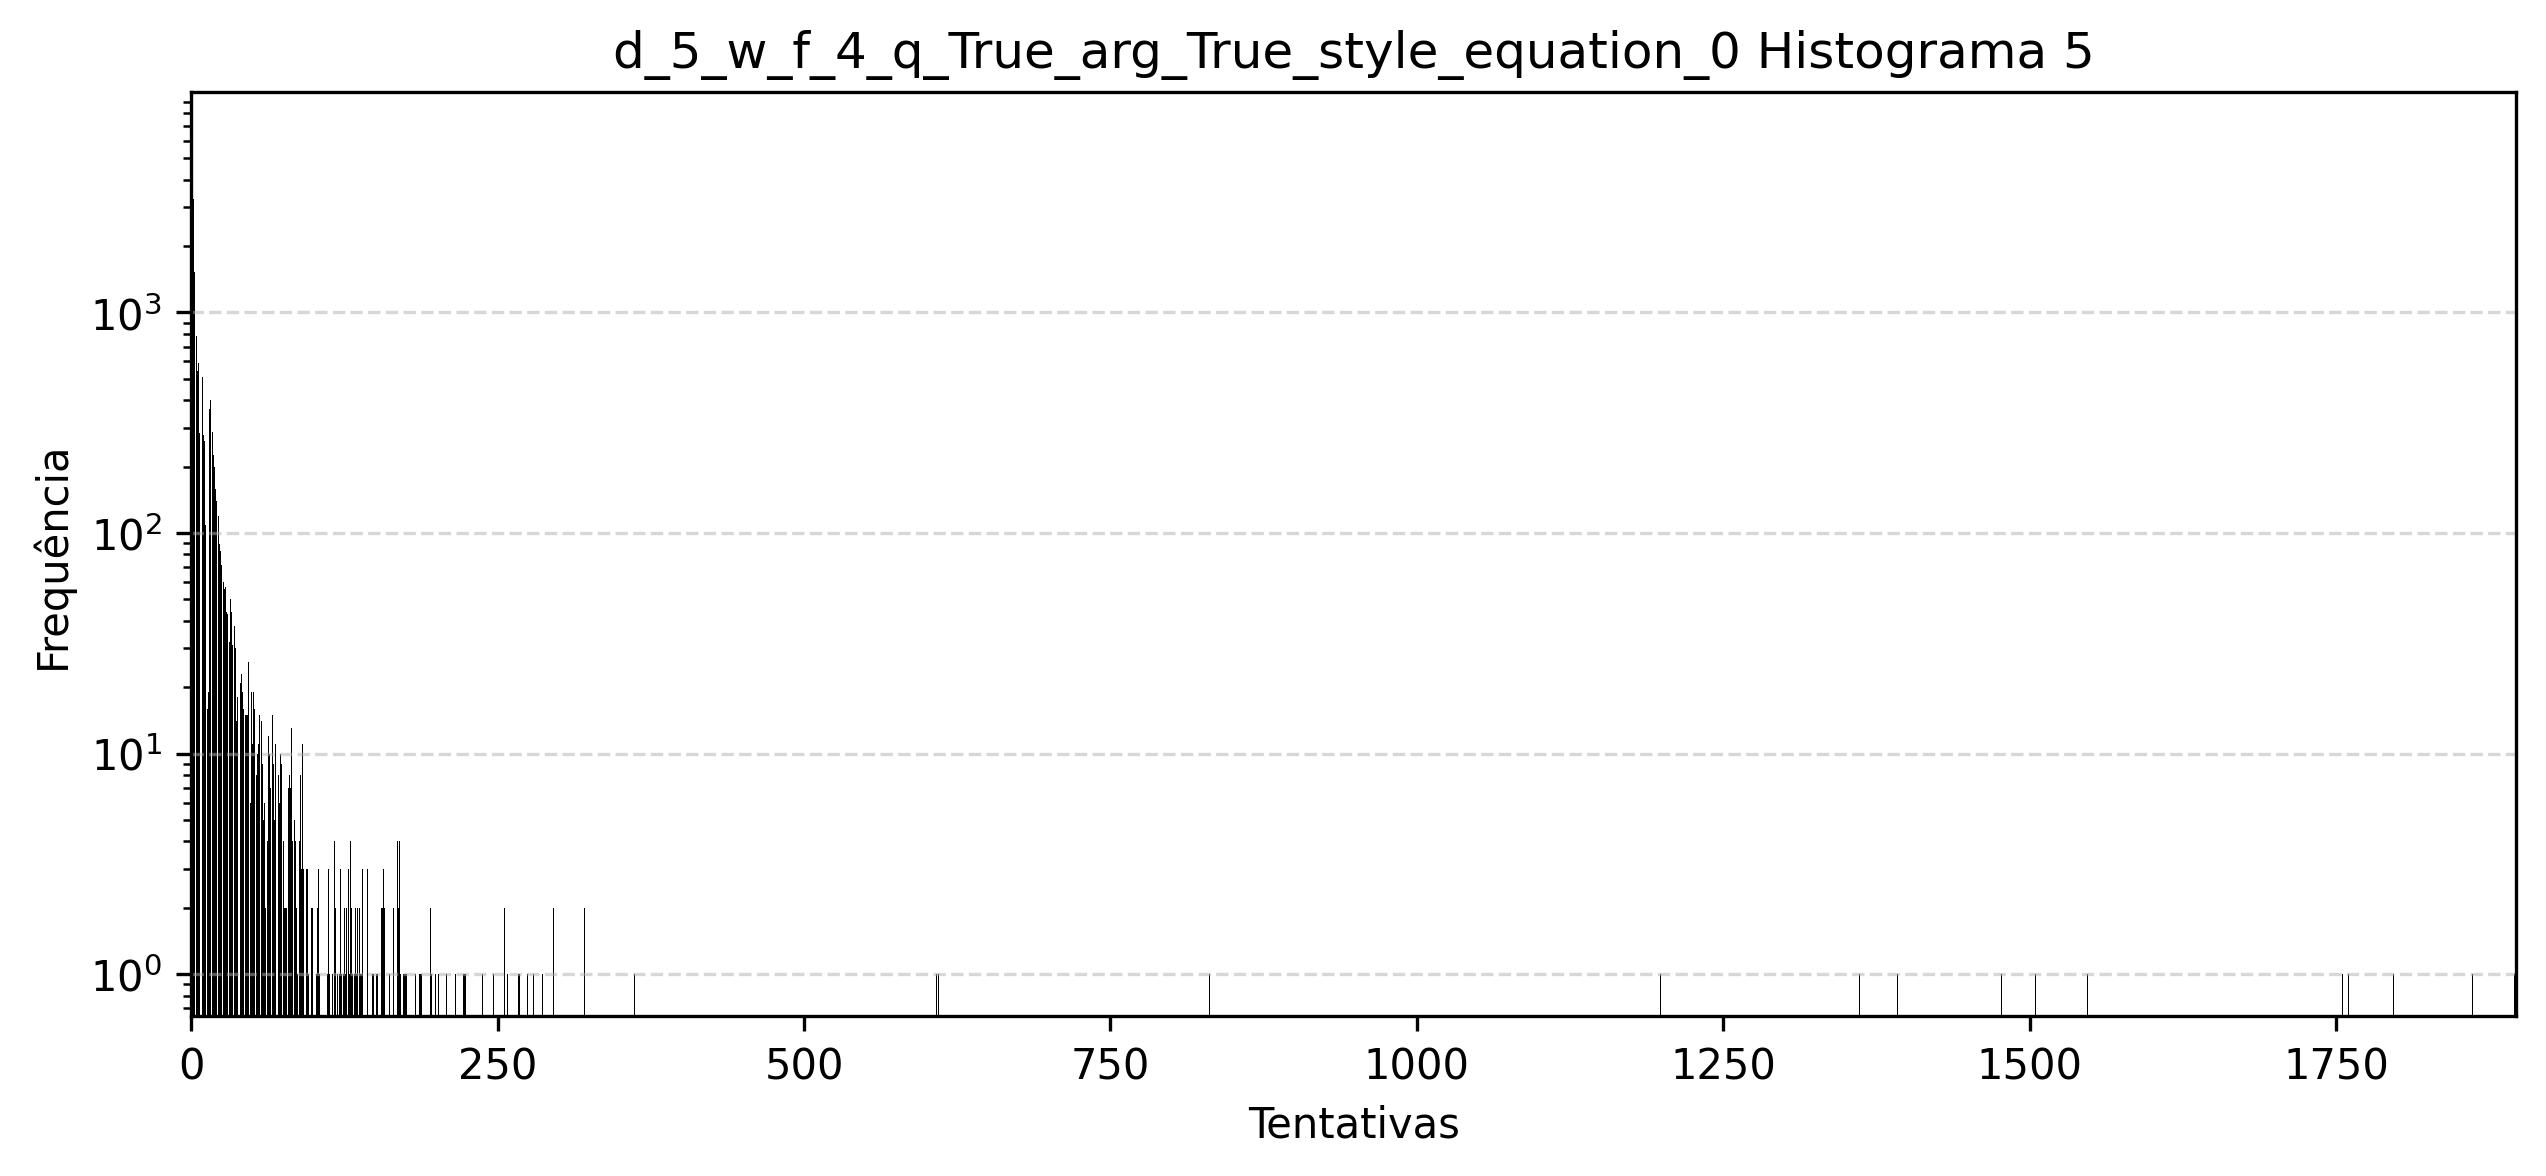 d_5_w_f_4_q_True_arg_True_style_equation_0 Histograma 5
Frequência
10³
10²
10¹
10⁰
0 250 500 750 1000 1250 1500 1750
Tentativas